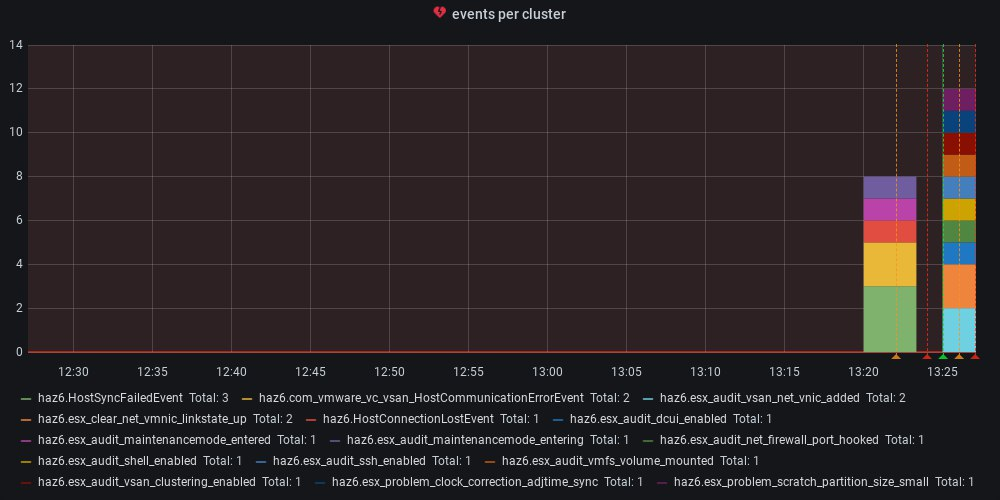 events per cluster
14
12
10
8
6
4
2
0
12:30 12:35 12:40 12:45 12:50 12:55 13:00 13:05 13:10 13:15 13:20 13:25
haz6.HostSyncFailedEvent Total: 3 haz6.com_vmware_vc_vsan_HostCommunicationErrorEvent Total: 2 haz6.esx_audit_vsan_net_vnic_added Total: 2
haz6.esx_clear_net_vmnic_linkstate_up Total: 2 haz6.HostConnectionLostEvent Total: 1 haz6.esx_audit_dcui_enabled Total: 1
haz6.esx_audit_maintenancemode_entered Total: 1 haz6.esx_audit_maintenancemode_entering Total: 1 haz6.esx_audit_net_firewall_port_hooked Total: 1
haz6.esx_audit_shell_enabled Total: 1 haz6.esx_audit_ssh_enabled Total: 1 haz6.esx_audit_vmfs_volume_mounted Total: 1
haz6.esx_audit_vsan_clustering_enabled Total: 1 haz6.esx_problem_clock_correction_adjtime_sync Total: 1 haz6.esx_problem_scratch_partition_size_small Total: 1